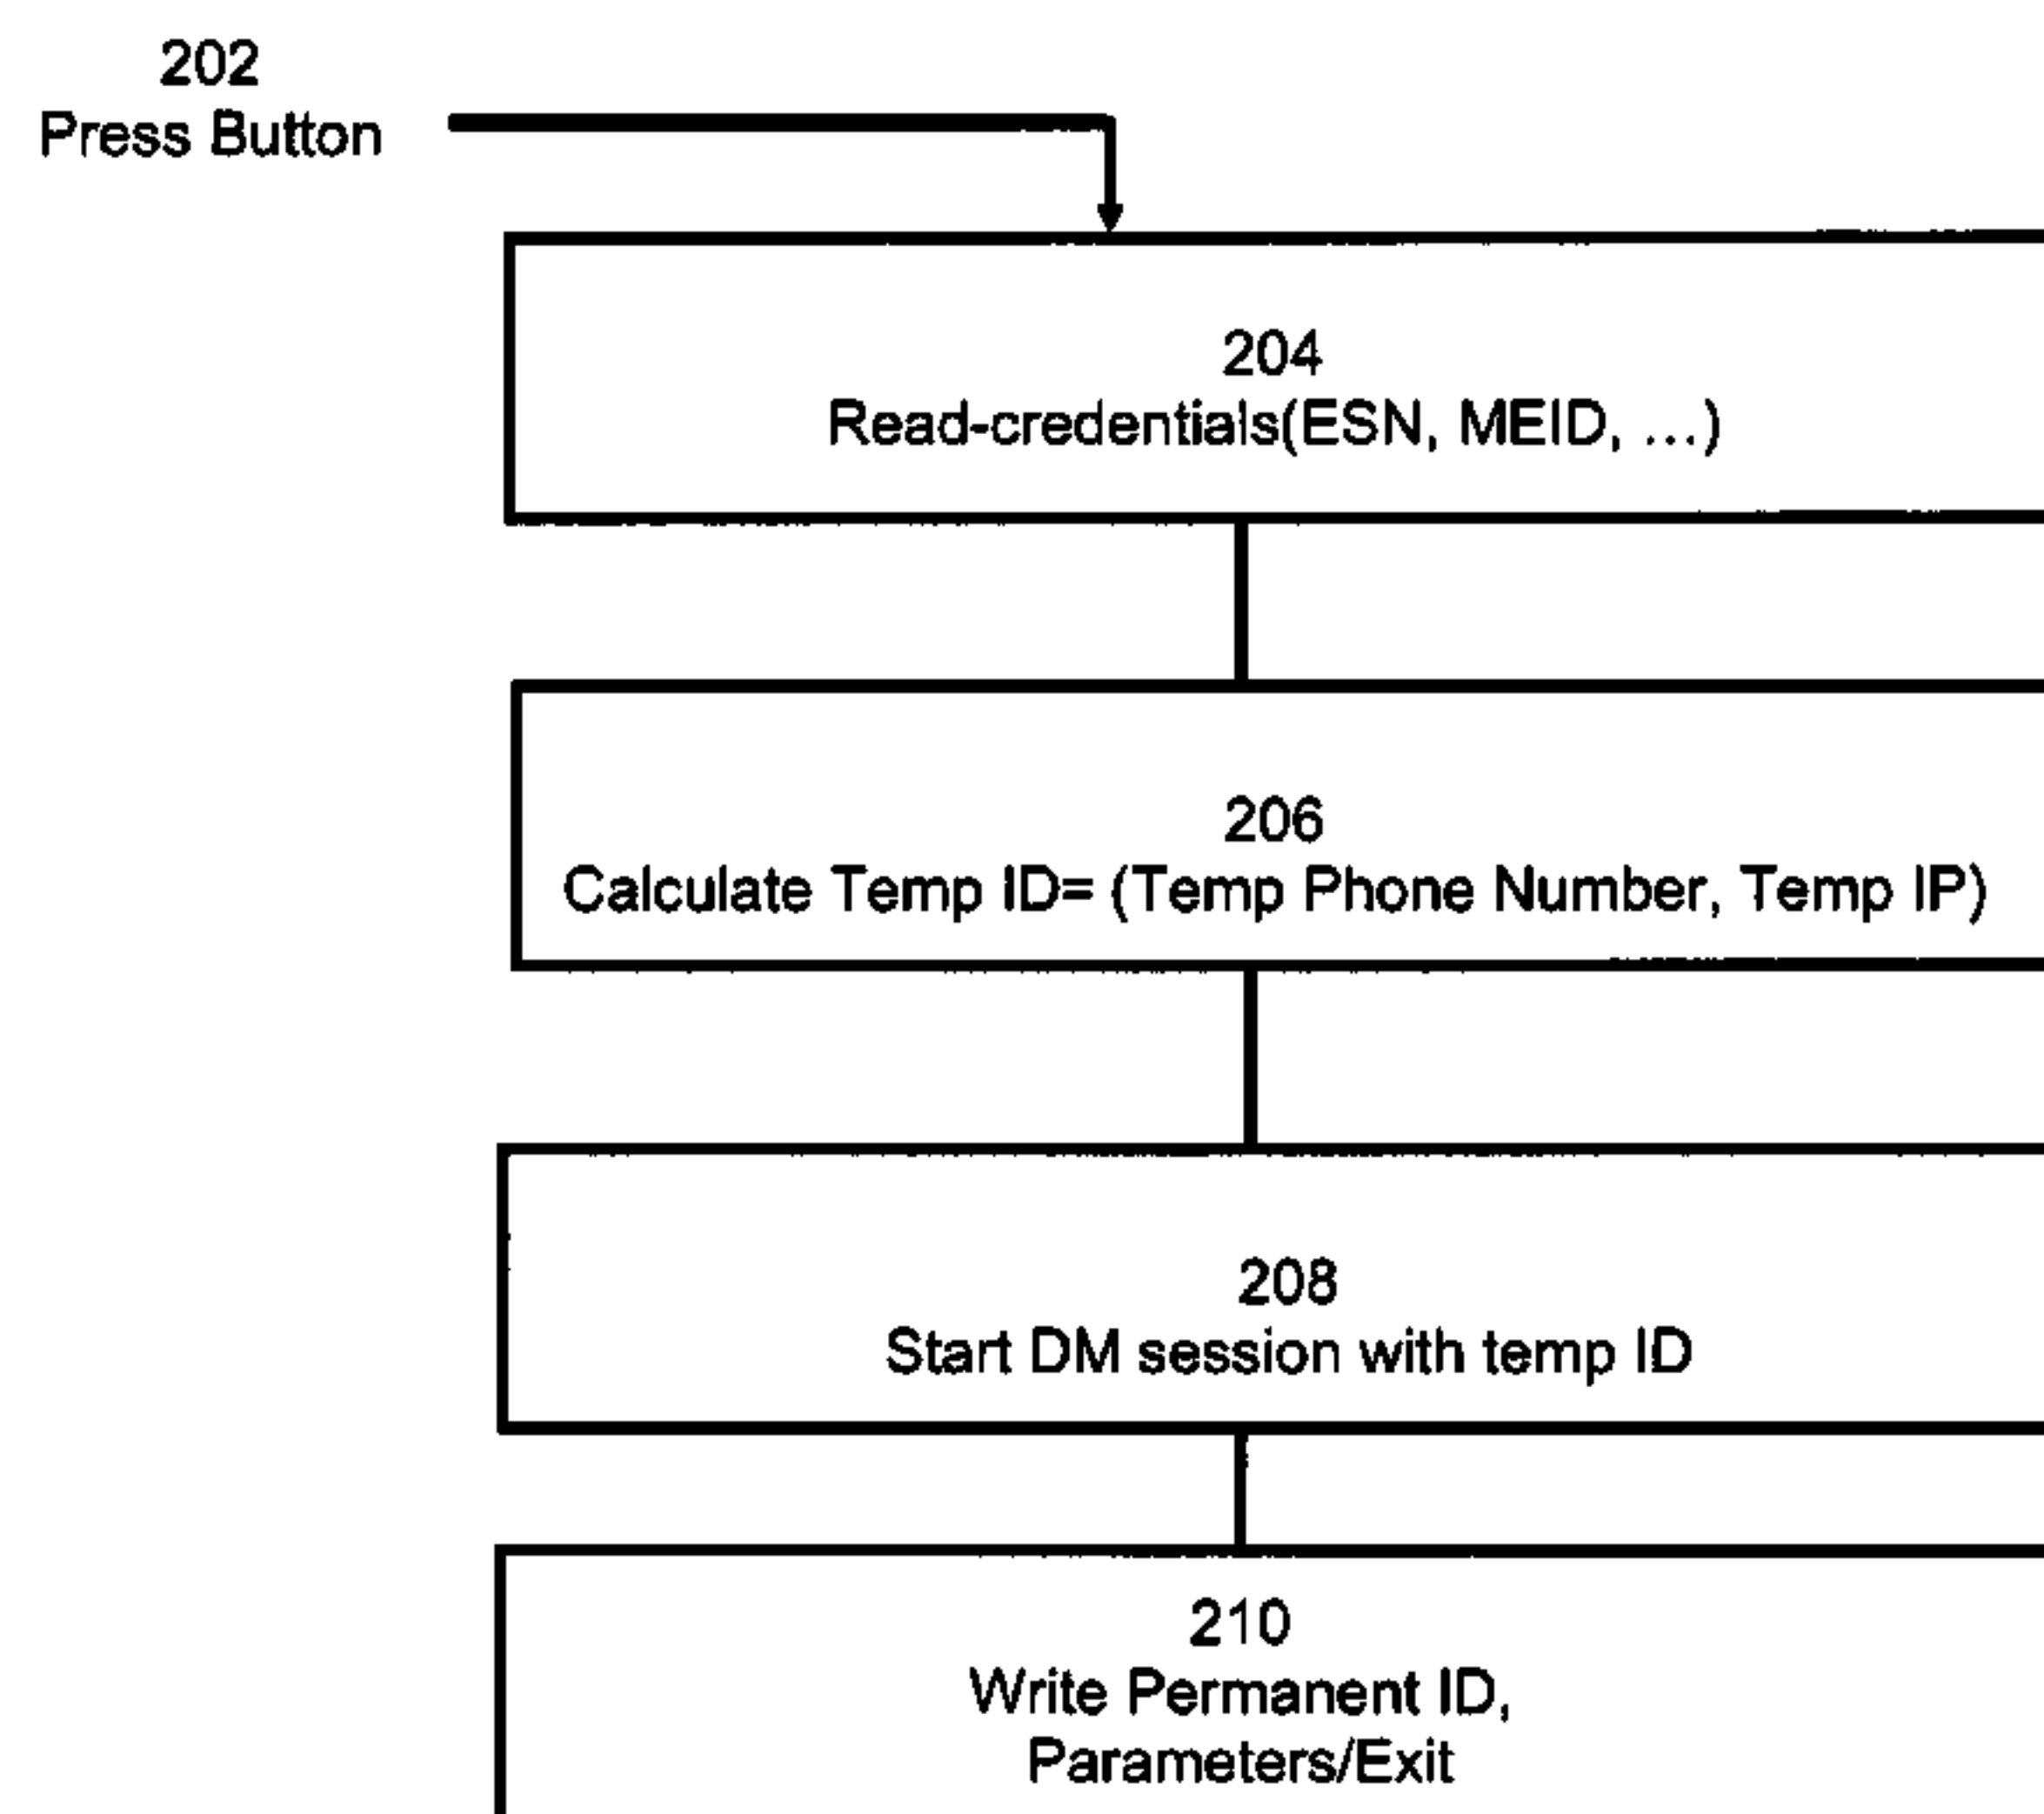 202
Press Button
204
Read-credentials(ESN, MEID, ...)
206
Calculate Temp ID= (Temp Phone Number, Temp IP)
208
Start DM session with temp ID
210
Write Permanent ID,
Parameters/Exit